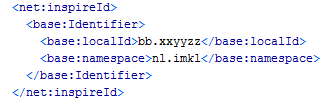 <net:inspireId>
<base:Identifier>
<base:localId>bb.xxyyzz</base:localId>
<base:namespace>nl.imkl</base:namespace>
</base:Identifier>
</net:inspireId>